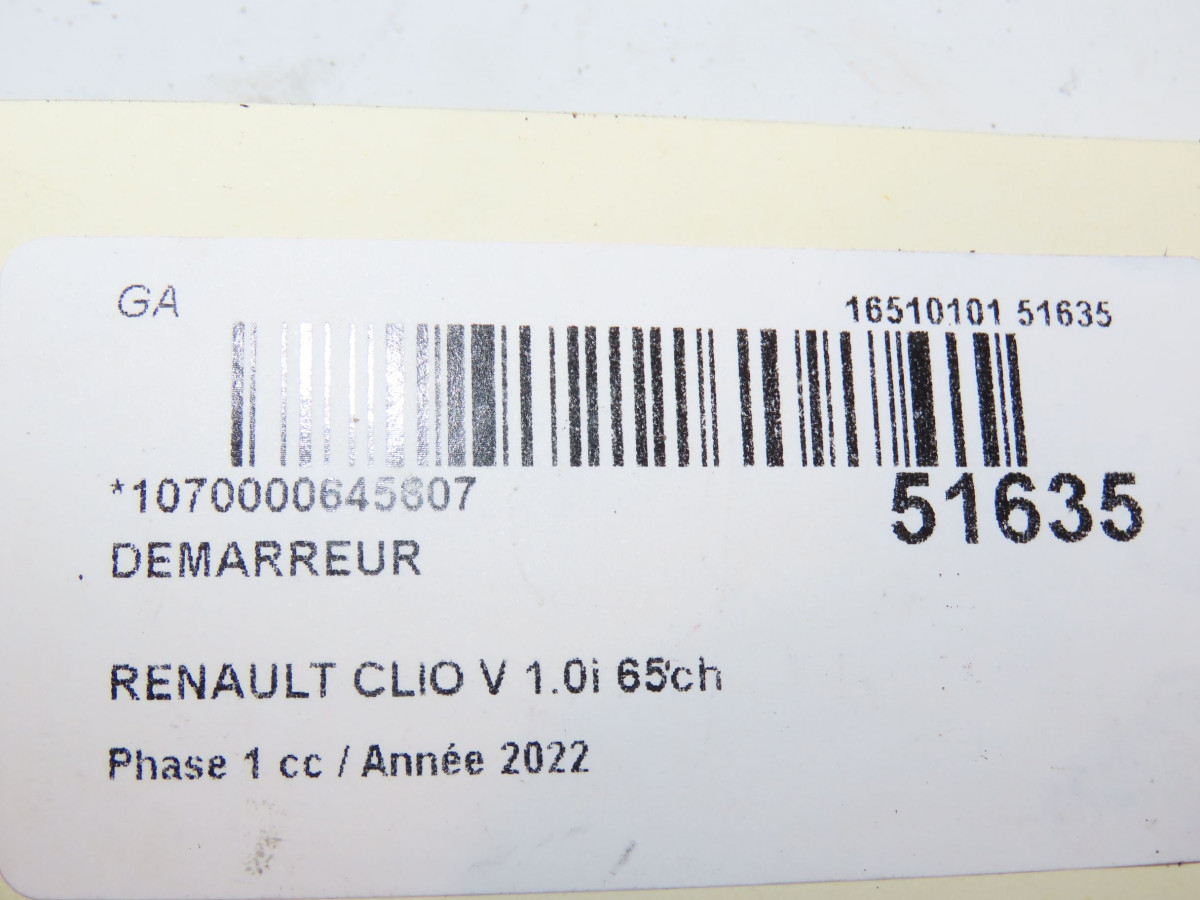 GA
16510101 51635
*1070000645807
51635
DEMARREUR
RENAULT CLIO V 1.0i 65ch
Phase 1 cc / Année 2022